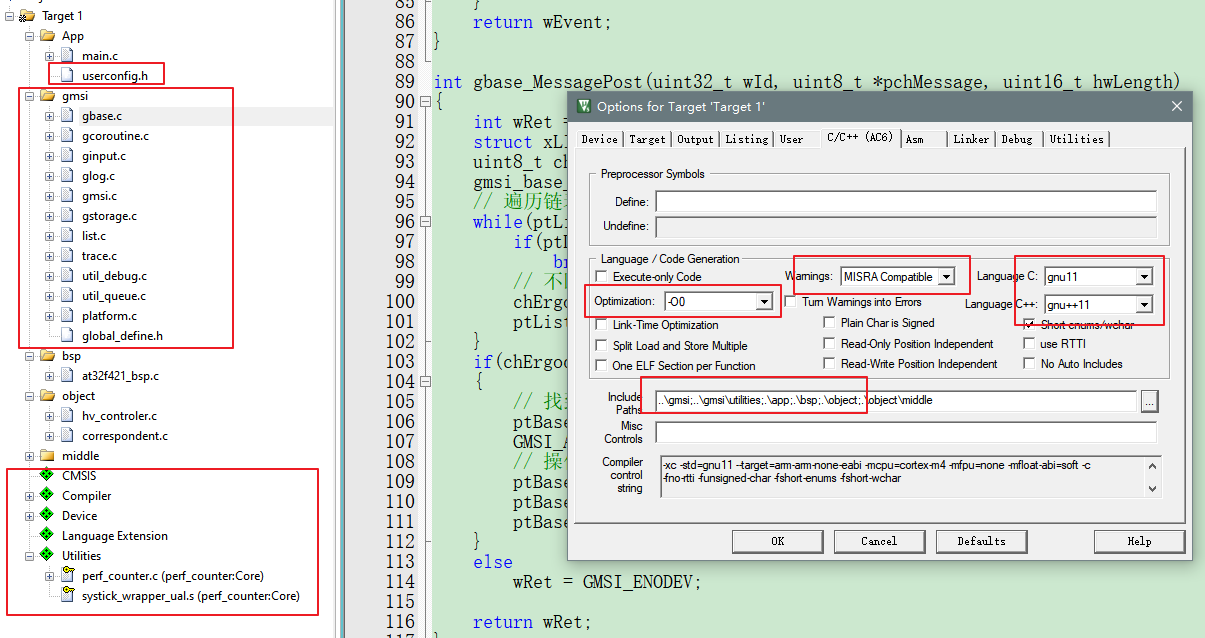 Target 1
App
main.c
userconfig.h
gmsi
gbase.c
gcoroutine.c
ginput.c
glog.c
gmsi.c
gstorage.c
list.c
trace.c
util_debug.c
util_queue.c
platform.c
global_define.h
bsp
at32f421_bsp.c
object
hv_controler.c
correspondent.c
middle
CMSIS
Compiler
Device
Language Extension
Utilities
perf_counter.c (perf_counter:Core)
systick_wrapper_ual.s (perf_counter:Core)
85 }
86 return wEvent;
87 }
88
89 int gbase_MessagePost(uint32_t wId, uint8_t *pchMessage, uint16_t hwLength)
90 {
91 int wRet =
92 struct xLI
93 uint8_t ch
94 gmsi_base_
95 // 遍历链
96 while(ptLi
97 if(ptL
98 br
99 // 不
100 chErgo
101 ptList
102 }
103 if(chErgo
104 {
105 // 找
106 ptBase
107 GMSI_A
108 // 操
109 ptBase
110 ptBase
111 ptBase
112 }
113 else
114 wRet = GMSI_ENODEV;
115
116 return wRet;
117 }
Options for Target 'Target 1'
Device Target Output Listing User C/C++ (AC6) Asm Linker Debug Utilities
Preprocessor Symbols
Define:
Undefine:
Language / Code Generation
Execute-only Code
Warnings: MISRA Compatible
Language C: gnu11
Optimization: -O0
Turn Warnings into Errors
Language C++: gnu++11
Link-Time Optimization
Plain Char is Signed
Short enums/wchar
Split Load and Store Multiple
Read-Only Position Independent
use RTTI
One ELF Section per Function
Read-Write Position Independent
No Auto Includes
Include Paths ..\gmsi;..\gmsi\utilities;.\app;.\bsp;.\object;.\object\middle
...
Misc Controls
Compiler control string
-xc -std=gnu11 --target=arm-arm-none-eabi -mcpu=cortex-m4 -mfpu=none -mfloat-abi=soft -c
-fno-rtti -funsigned-char -fshort-enums -fshort-wchar
OK Cancel Defaults Help